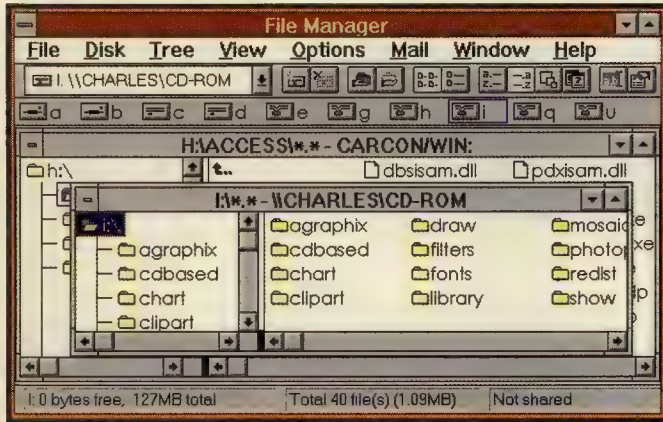 File Manager
File Disk Tree View Options Mail Window Help
I: \\CHARLES\CD-ROM
a b c d e g h i q u
H:\ACCESS\*.* - CARCON/WIN:
h:\ dbsisam.dll pdxisam.dll
I:\*.* - \\CHARLES\CD-ROM
i:\ agraphix draw mosaic
agraphix cdbased filters photo
cdbased chart fonts redlst
chart clipart library show
clipart
I: 0 bytes free, 127MB total Total 40 file(s) (1.09MB) Not shared